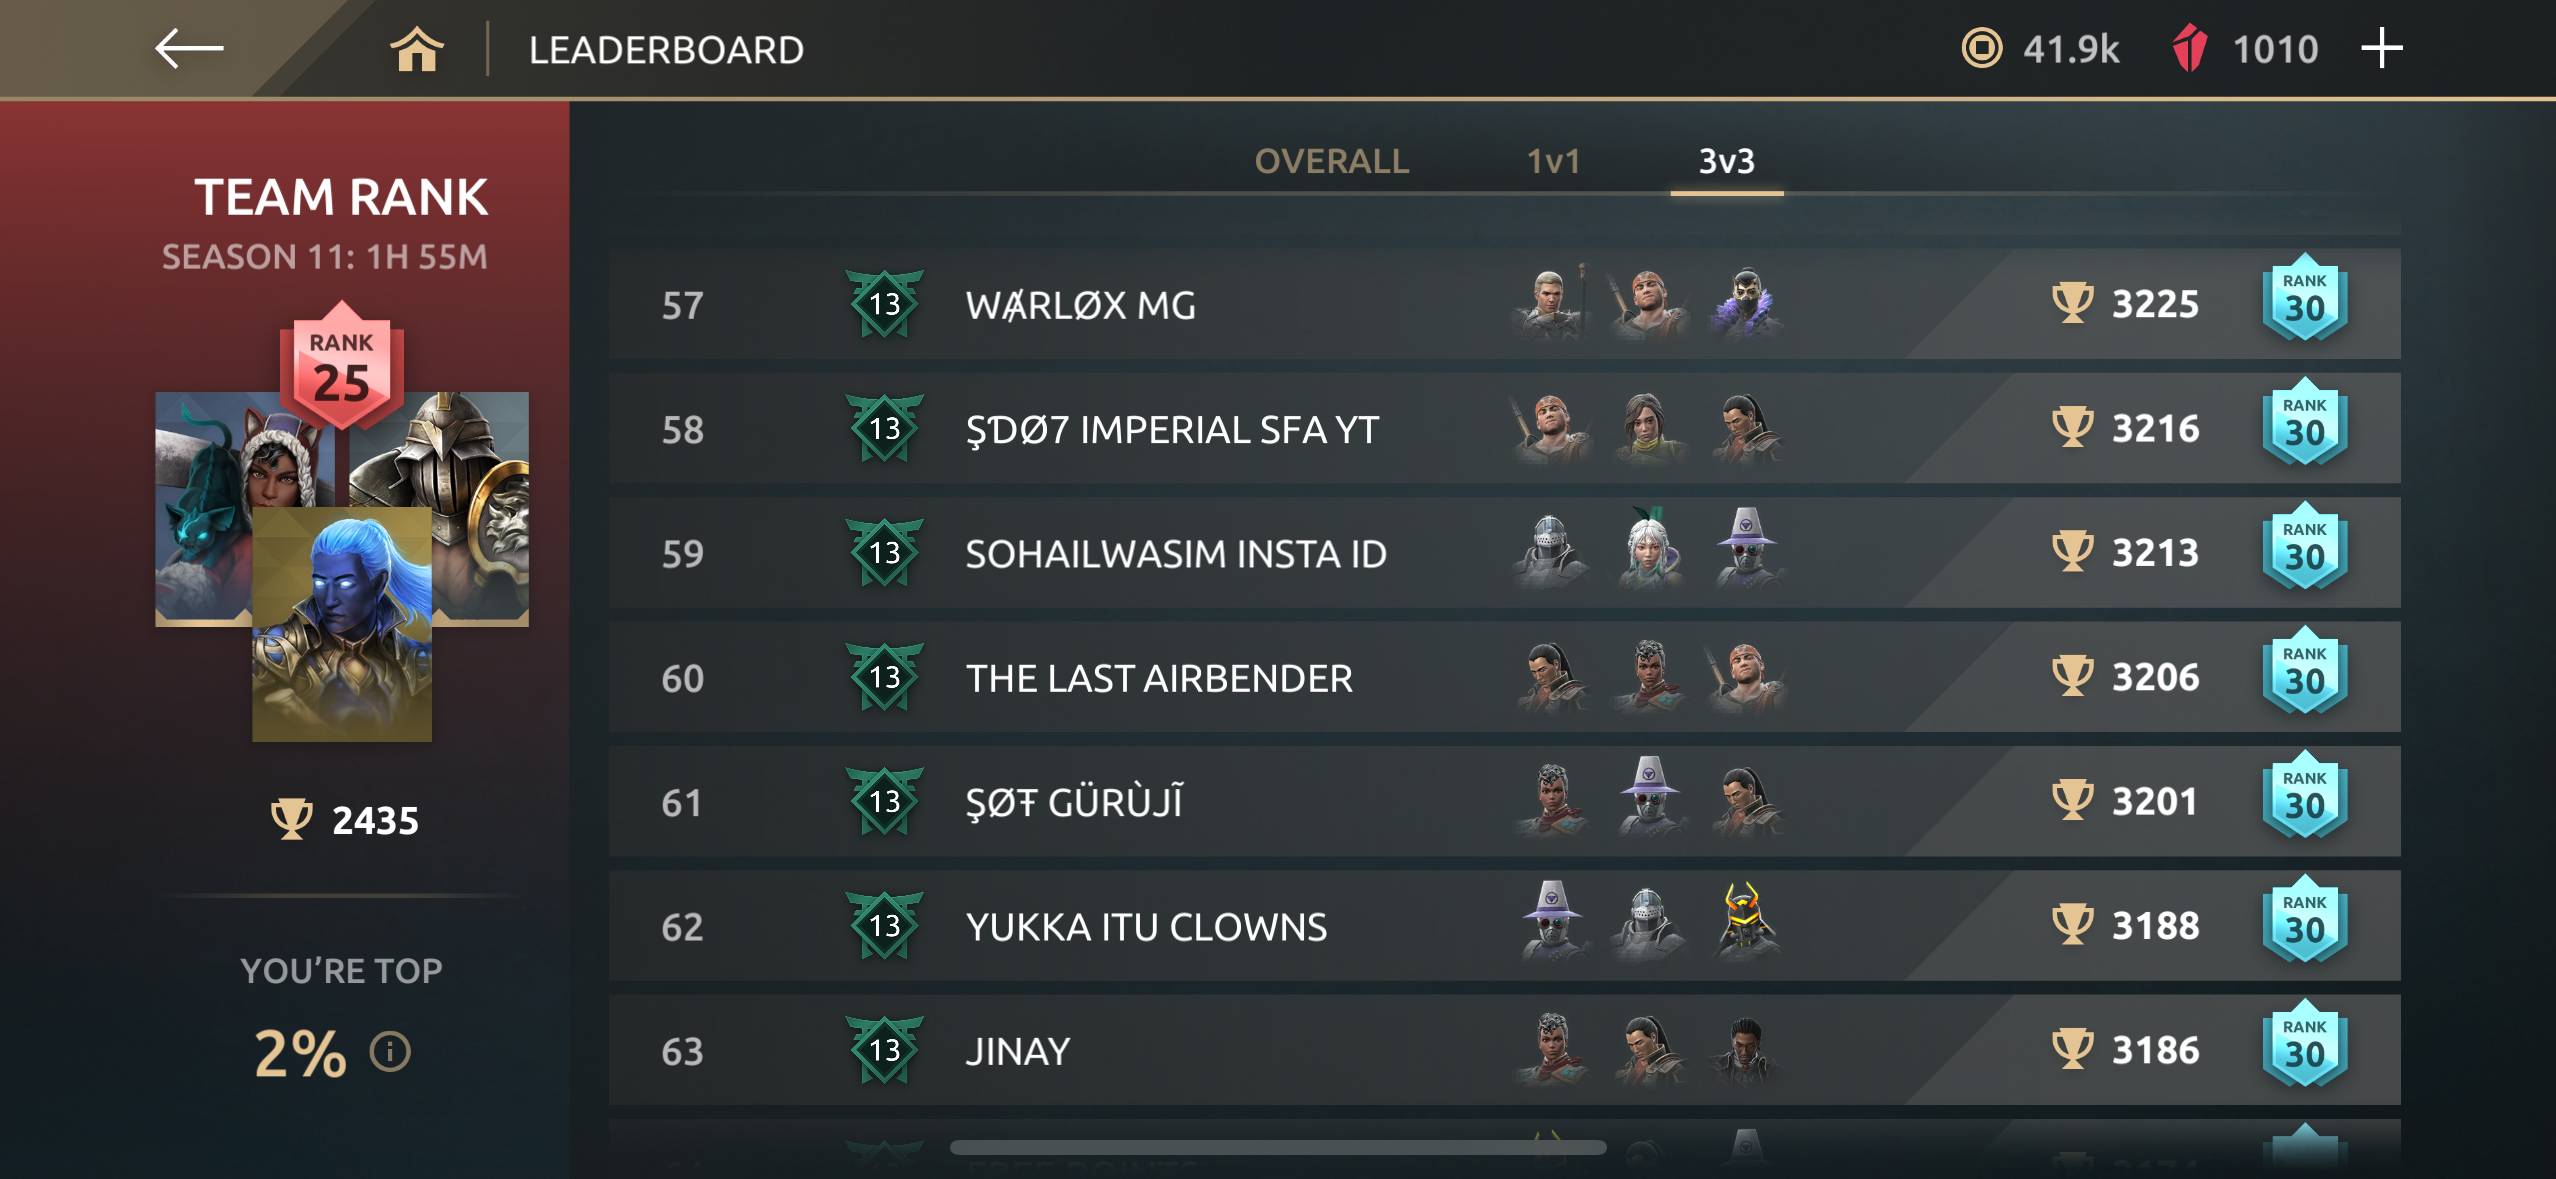 LEADERBOARD
41.9k
1010
TEAM RANK
SEASON 11: 1H 55M
RANK
25
2435
YOU'RE TOP
2%
OVERALL 1v1 3v3
57 13 WȺRLØX MG 3225 RANK 30
58 13 ŞƊØ7 IMPERIAL SFA YT 3216 RANK 30
59 13 SOHAILWASIM INSTA ID 3213 RANK 30
60 13 THE LAST AIRBENDER 3206 RANK 30
61 13 ŞØŦ GÜRÙJĨ 3201 RANK 30
62 13 YUKKA ITU CLOWNS 3188 RANK 30
63 13 JINAY 3186 RANK 30